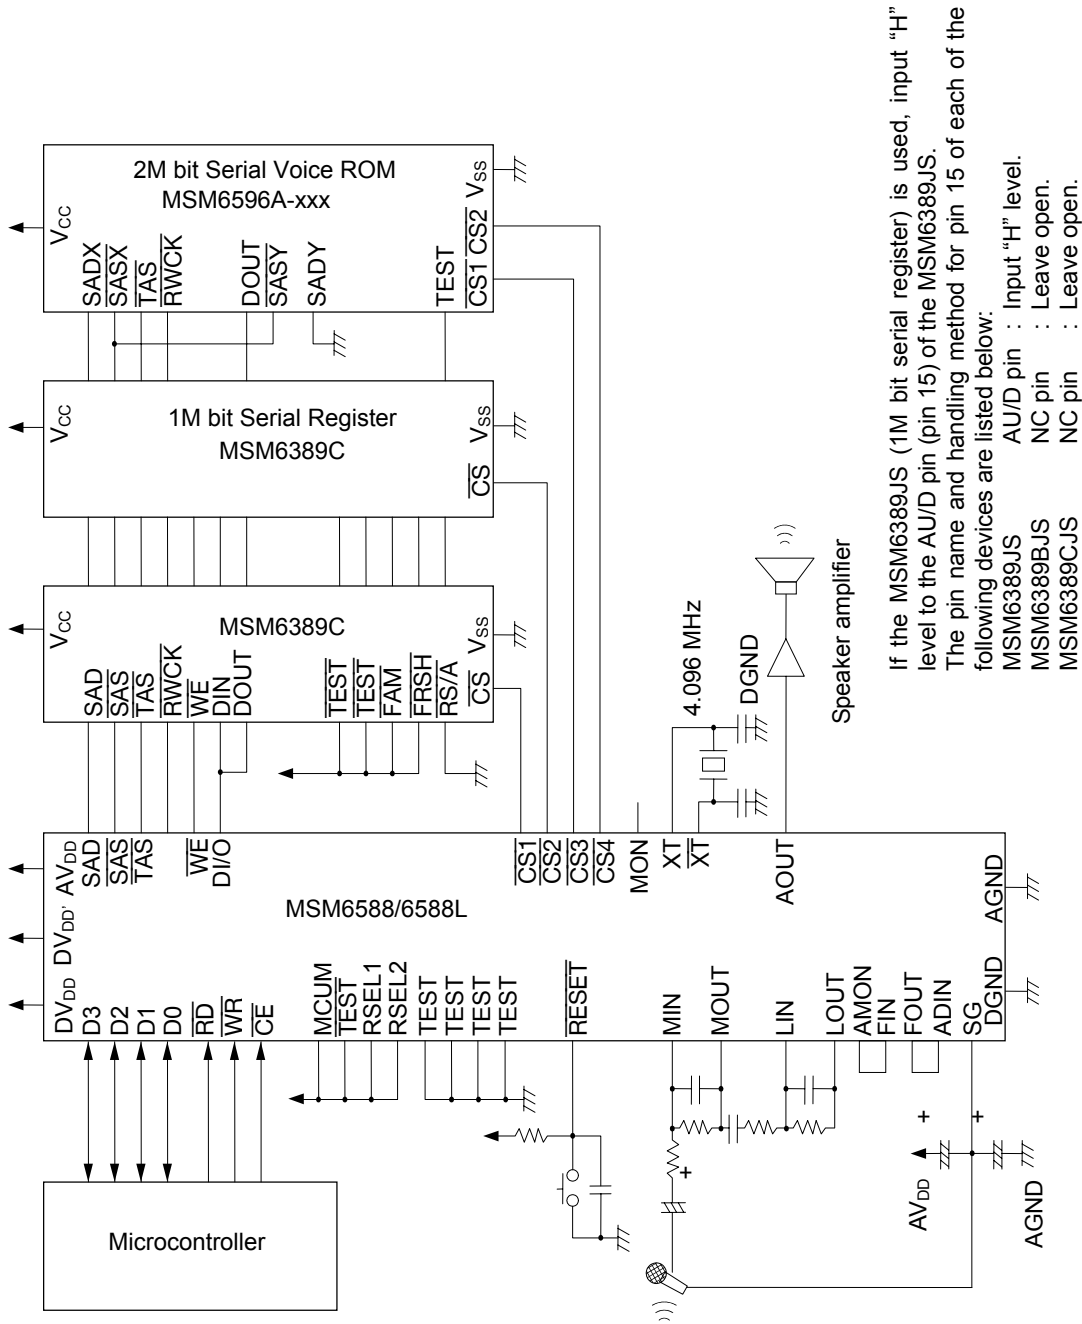 2M bit Serial Voice ROM
MSM6596A-xxx
VCC
SADX
SASX
TAS
RWCK
DOUT
SASY
SADY
TEST
CS1 CS2 VSS
VCC
1M bit Serial Register
MSM6389C
CS
VSS
VCC
MSM6389C
SAD
SAS
TAS
RWCK
WE
DIN
DOUT
TEST
TEST
FAM
FRSH
RS/A
CS
VSS
DVDD DVDD' AVDD
MSM6588/6588L
SAD
SAS
TAS
WE
DI/O
CS1
CS2
CS3
CS4
MON
XT
XT
AOUT
AGND
DGND
D3
D2
D1
D0
RD
WR
CE
MCUM
TEST
RSEL1
RSEL2
TEST
TEST
TEST
TEST
RESET
MIN
MOUT
LIN
LOUT
AMON
FIN
FOUT
ADIN
SG
Microcontroller
+
+
+
AVDD
AGND
4.096 MHz
DGND
Speaker amplifier
If the MSM6389JS (1M bit serial register) is used, input “H”
level to the AU/D pin (pin 15) of the MSM6389JS.
The pin name and handling method for pin 15 of each of the
following devices are listed below:
MSM6389JS AU/D pin : Input “H” level.
MSM6389BJS NC pin : Leave open.
MSM6389CJS NC pin : Leave open.